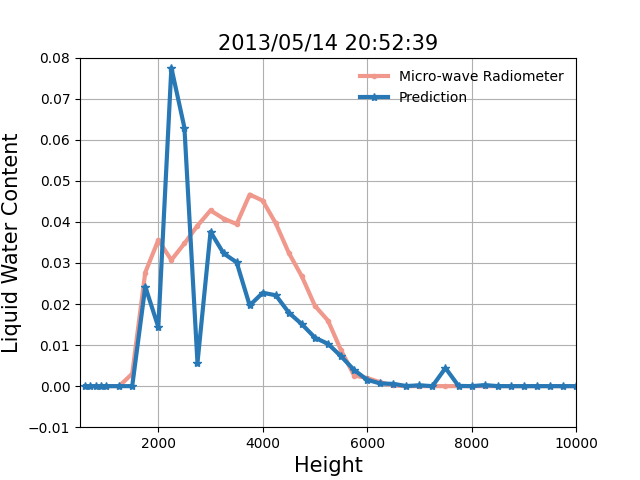 2013/05/14 20:52:39
Micro-wave Radiometer
Prediction
Liquid Water Content
0.08
0.07
0.06
0.05
0.04
0.03
0.02
0.01
0.00
−0.01
2000 4000 6000 8000 10000
Height